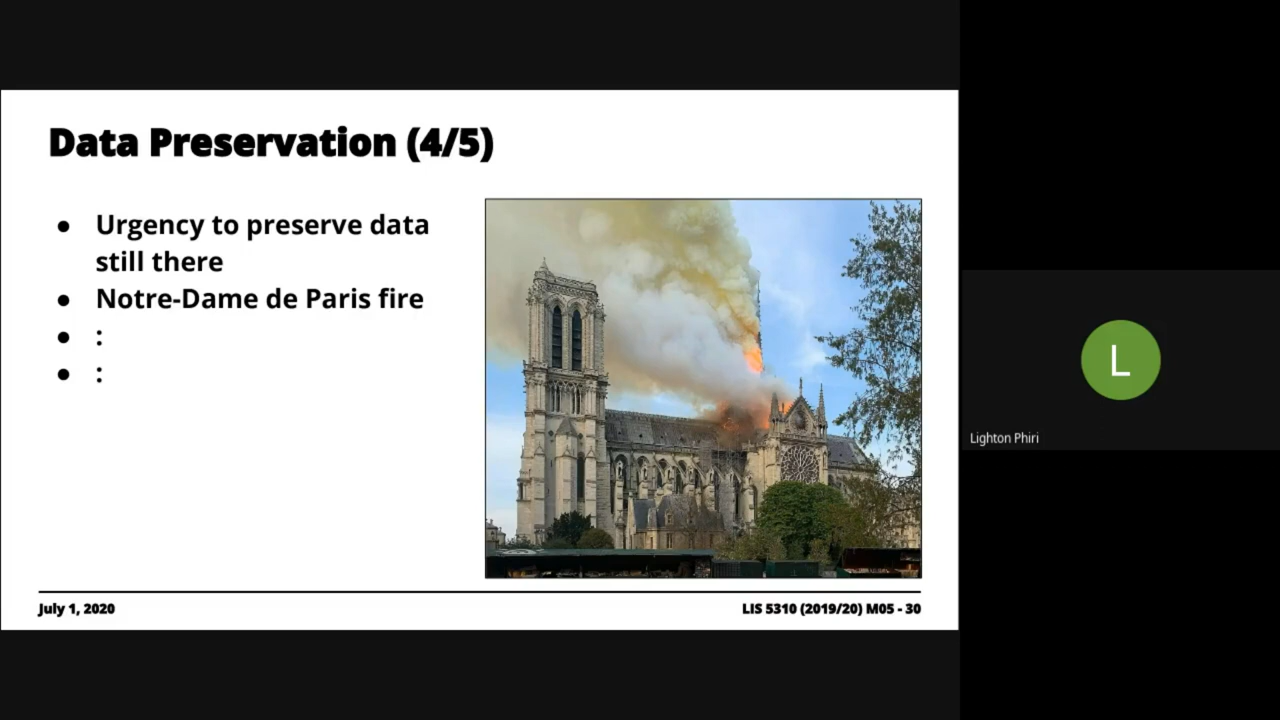 Data Preservation (4/5)
● Urgency to preserve data
still there
● Notre-Dame de Paris fire
● :
● :
July 1, 2020
LIS 5310 (2019/20) M05 - 30
L
Lighton Phiri